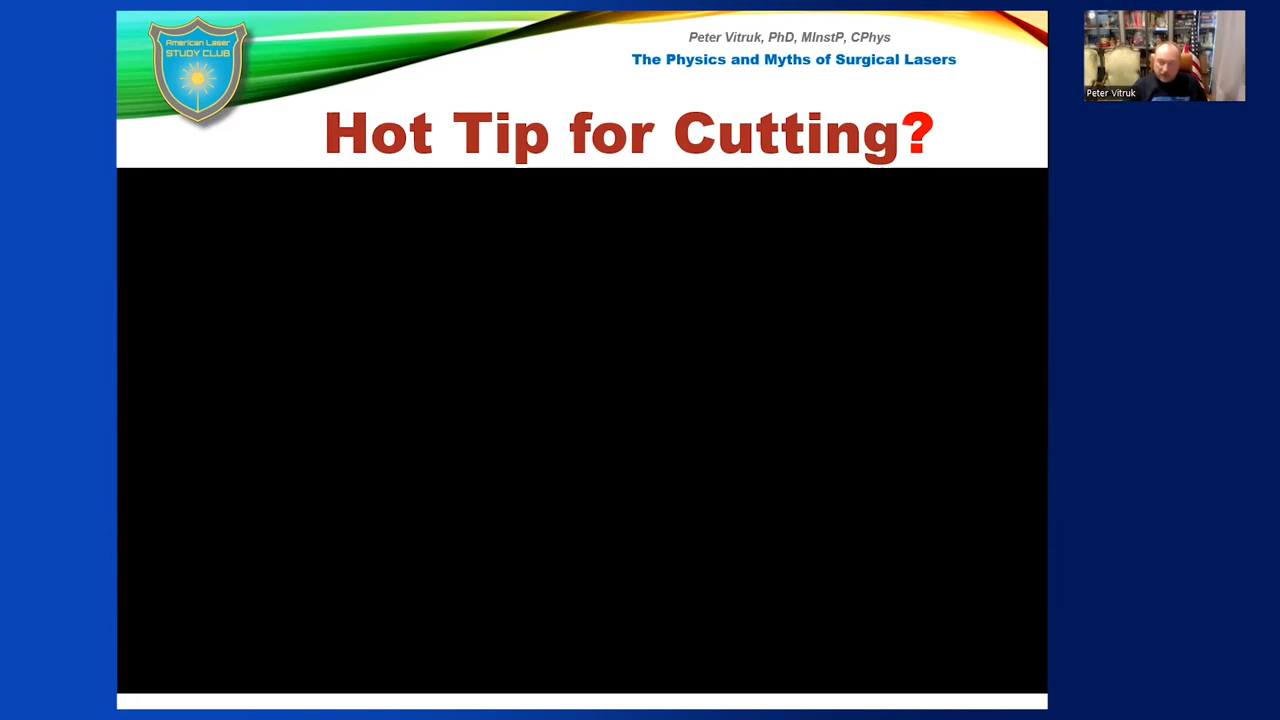 American Laser
STUDY CLUB
Peter Vitruk, PhD, MInstP, CPhys
The Physics and Myths of Surgical Lasers
Hot Tip for Cutting?
Peter Vitruk